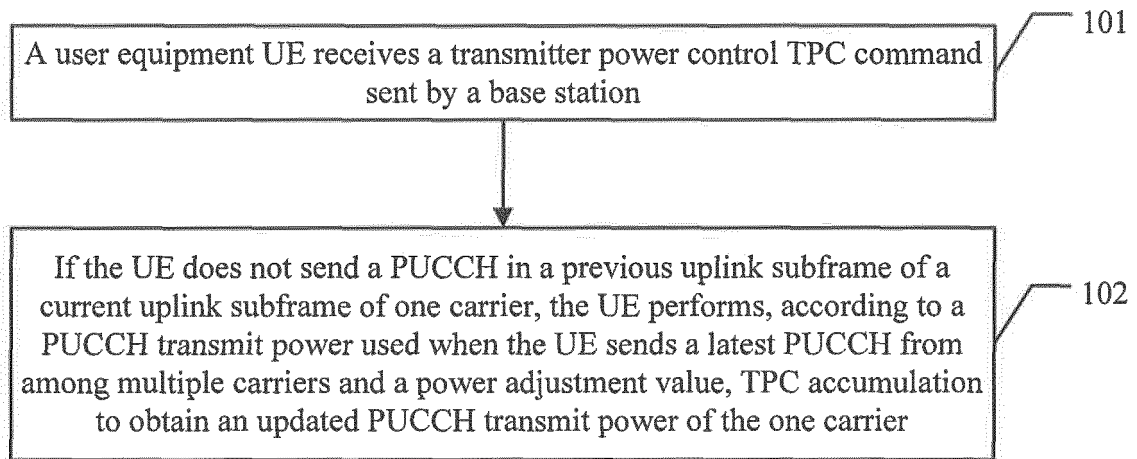 A user equipment UE receives a transmitter power control TPC command
sent by a base station
101
If the UE does not send a PUCCH in a previous uplink subframe of a
current uplink subframe of one carrier, the UE performs, according to a
PUCCH transmit power used when the UE sends a latest PUCCH from
among multiple carriers and a power adjustment value, TPC accumulation
to obtain an updated PUCCH transmit power of the one carrier
102